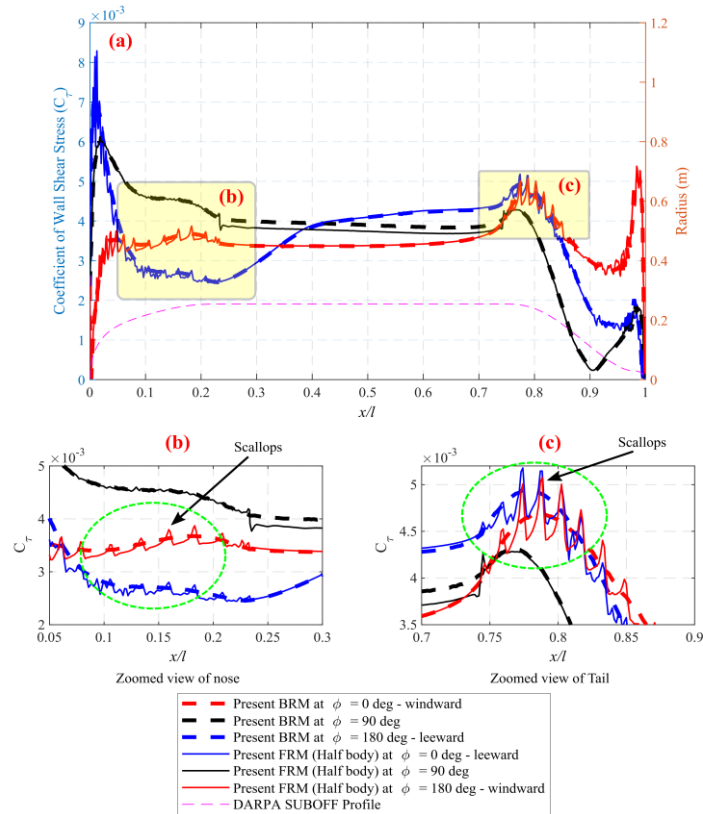 ×10⁻³
(a)
9
8
7
6
5
4
3
2
1
0
Coefficient of Wall Shear Stress (C_τ)
1.2
1
0.8
0.6
0.4
0.2
0
Radius (m)
(b)
(c)
0 0.1 0.2 0.3 0.4 0.5 0.6 0.7 0.8 0.9 1
x/l
(b)
Scallops
×10⁻³
5
4
3
2
C_τ
0.05 0.1 0.15 0.2 0.25 0.3
x/l
Zoomed view of nose
(c)
Scallops
×10⁻³
5
4.5
4
3.5
C_τ
0.7 0.75 0.8 0.85 0.9
x/l
Zoomed view of Tail
Present BRM at ϕ = 0 deg - windward
Present BRM at ϕ = 90 deg
Present BRM at ϕ = 180 deg - leeward
Present FRM (Half body) at ϕ = 0 deg - leeward
Present FRM (Half body) at ϕ = 90 deg
Present FRM (Half body) at ϕ = 180 deg - windward
DARPA SUBOFF Profile